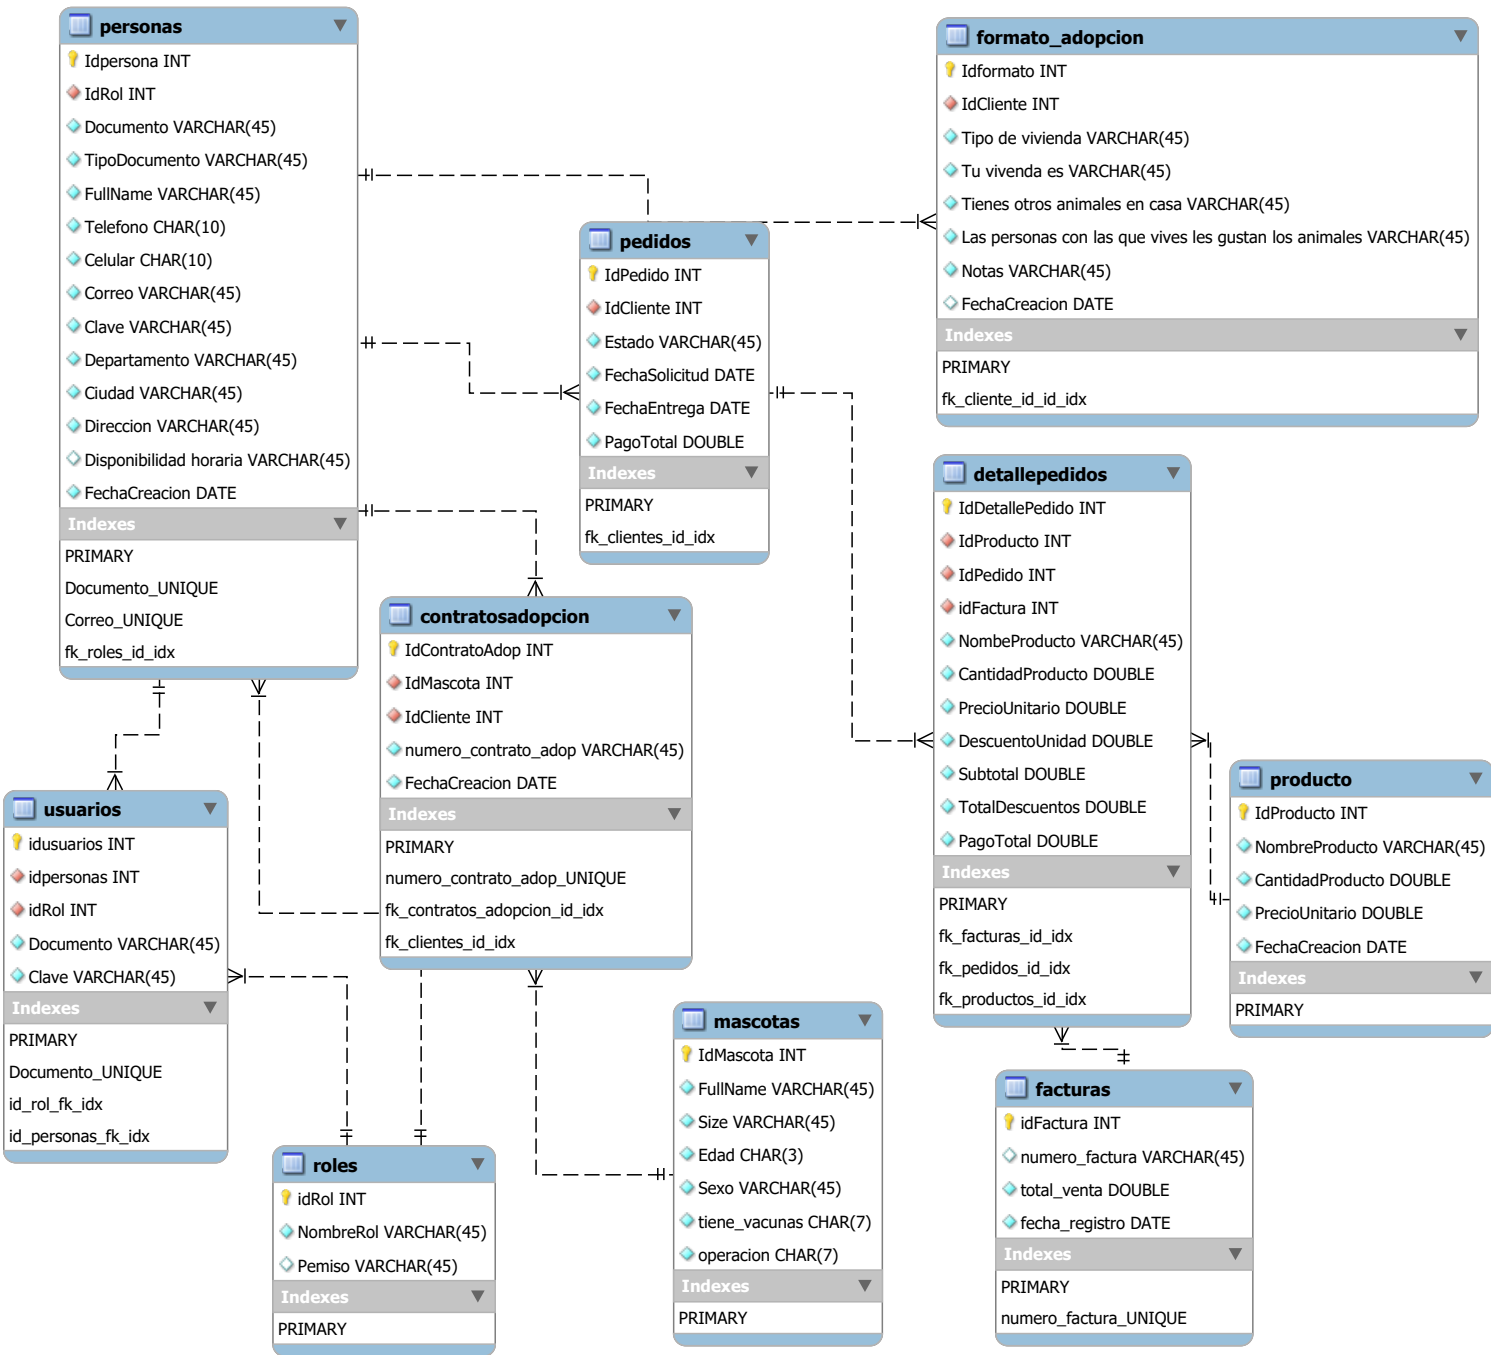 personas
Idpersona INT
IdRol INT
Documento VARCHAR(45)
TipoDocumento VARCHAR(45)
FullName VARCHAR(45)
Telefono CHAR(10)
Celular CHAR(10)
Correo VARCHAR(45)
Clave VARCHAR(45)
Departamento VARCHAR(45)
Ciudad VARCHAR(45)
Direccion VARCHAR(45)
Disponibilidad horaria VARCHAR(45)
FechaCreacion DATE
Indexes
PRIMARY
Documento_UNIQUE
Correo_UNIQUE
fk_roles_id_idx
formato_adopcion
Idformato INT
IdCliente INT
Tipo de vivienda VARCHAR(45)
Tu vivenda es VARCHAR(45)
Tienes otros animales en casa VARCHAR(45)
Las personas con las que vives les gustan los animales VARCHAR(45)
Notas VARCHAR(45)
FechaCreacion DATE
Indexes
PRIMARY
fk_cliente_id_id_idx
pedidos
IdPedido INT
IdCliente INT
Estado VARCHAR(45)
FechaSolicitud DATE
FechaEntrega DATE
PagoTotal DOUBLE
Indexes
PRIMARY
fk_clientes_id_idx
detallepedidos
IdDetallePedido INT
IdProducto INT
IdPedido INT
idFactura INT
NombeProducto VARCHAR(45)
CantidadProducto DOUBLE
PrecioUnitario DOUBLE
DescuentoUnidad DOUBLE
Subtotal DOUBLE
TotalDescuentos DOUBLE
PagoTotal DOUBLE
Indexes
PRIMARY
fk_facturas_id_idx
fk_pedidos_id_idx
fk_productos_id_idx
contratosadopcion
IdContratoAdop INT
IdMascota INT
IdCliente INT
numero_contrato_adop VARCHAR(45)
FechaCreacion DATE
Indexes
PRIMARY
numero_contrato_adop_UNIQUE
fk_contratos_adopcion_id_idx
fk_clientes_id_idx
producto
IdProducto INT
NombreProducto VARCHAR(45)
CantidadProducto DOUBLE
PrecioUnitario DOUBLE
FechaCreacion DATE
Indexes
PRIMARY
usuarios
idusuarios INT
idpersonas INT
idRol INT
Documento VARCHAR(45)
Clave VARCHAR(45)
Indexes
PRIMARY
Documento_UNIQUE
id_rol_fk_idx
id_personas_fk_idx
mascotas
IdMascota INT
FullName VARCHAR(45)
Size VARCHAR(45)
Edad CHAR(3)
Sexo VARCHAR(45)
tiene_vacunas CHAR(7)
operacion CHAR(7)
Indexes
PRIMARY
facturas
idFactura INT
numero_factura VARCHAR(45)
total_venta DOUBLE
fecha_registro DATE
Indexes
PRIMARY
numero_factura_UNIQUE
roles
idRol INT
NombreRol VARCHAR(45)
Pemiso VARCHAR(45)
Indexes
PRIMARY